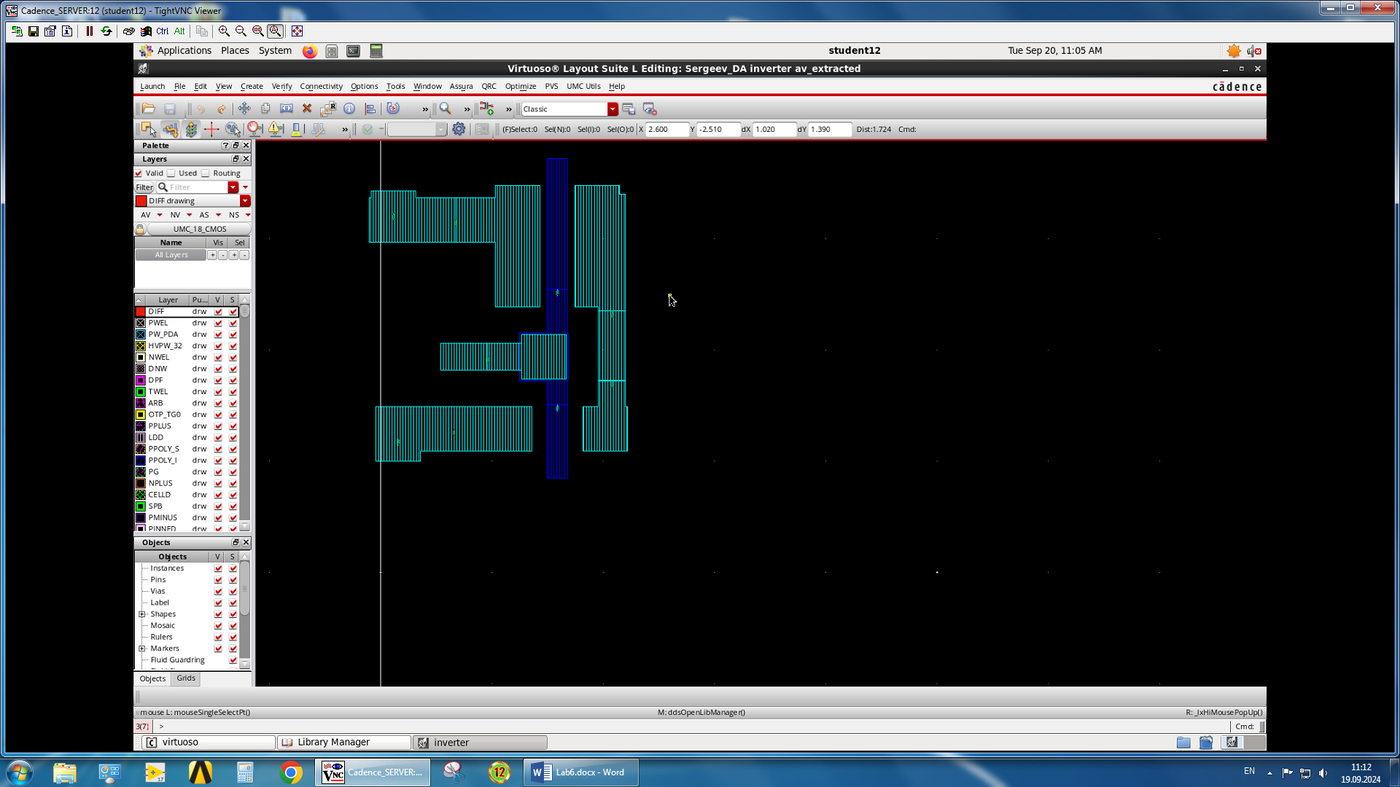 Cadence_SERVER:12 (student12) - TightVNC Viewer
Ctrl Alt
Applications Places System student12 Tue Sep 20, 11:05 AM
Virtuoso® Layout Suite L Editing: Sergeev_DA inverter av_extracted
Launch File Edit View Create Verify Connectivity Options Tools Window Assura QRC Optimize PVS UMC Utils Help cādence
» » » Classic
» (F)Select:0 Sel(N):0 Sel(I):0 Sel(O):0 X 2.600 Y -2.510 dX 1.020 dY 1.390 Dist:1.724 Cmd:
Palette ?
Layers
Valid Used Routing
Filter Filter
DIFF drawing
AV NV AS NS
UMC_18_CMOS
Name Vis Sel
All Layers + - + -
Layer Pu... V S
DIFF drw
PWEL drw
PW_PDA drw
HVPW_32 drw
NWEL drw
DNW drw
DPF drw
TWEL drw
ARB drw
OTP_TG0 drw
PPLUS drw
LDD drw
PPOLY_S drw
PPOLY_I drw
PG drw
NPLUS drw
CELLD drw
SPB drw
PMINUS drw
PINNED drw
Objects
Objects V S
Instances
Pins
Vias
Label
Shapes
Mosaic
Rulers
Markers
Fluid Guardring
Objects Grids
mouse L: mouseSingleSelectPt() M: ddsOpenLibManager() R: _lxHiMousePopUp()
3(7) > Cmd:
virtuoso Library Manager inverter
Cadence_SERVER:... 12 Lab6.docx - Word EN 11:12
19.09.2024